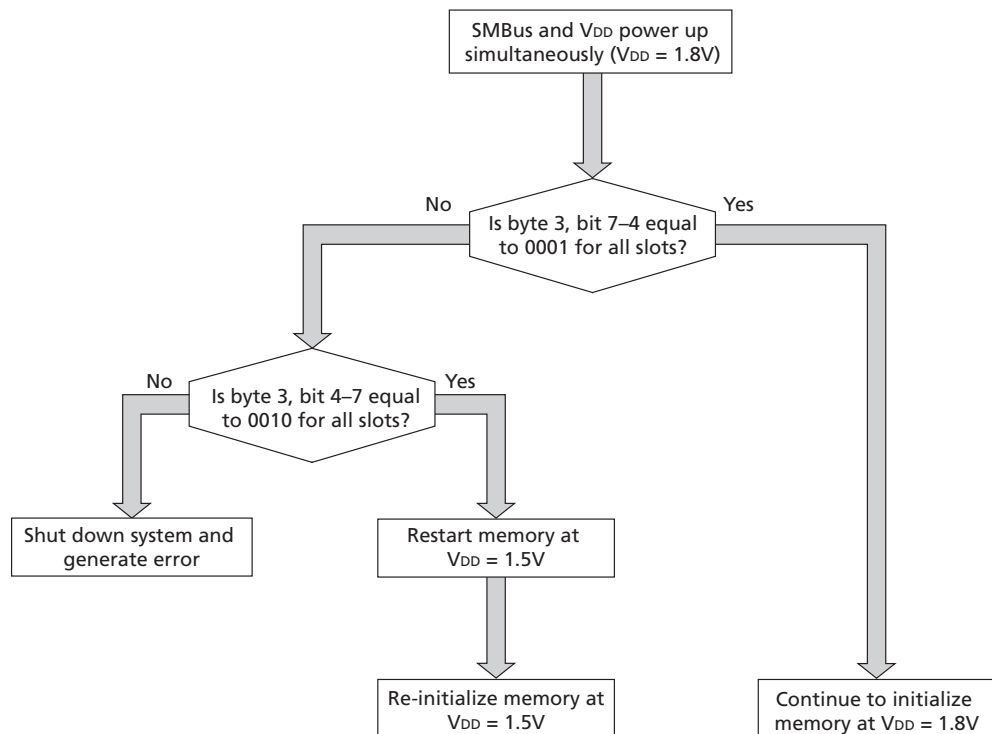 SMBus and VDD power up
simultaneously (VDD = 1.8V)
No
Yes
Is byte 3, bit 7–4 equal
to 0001 for all slots?
No
Yes
Is byte 3, bit 4–7 equal
to 0010 for all slots?
Shut down system and
generate error
Restart memory at
VDD = 1.5V
Re-initialize memory at
VDD = 1.5V
Continue to initialize
memory at VDD = 1.8V